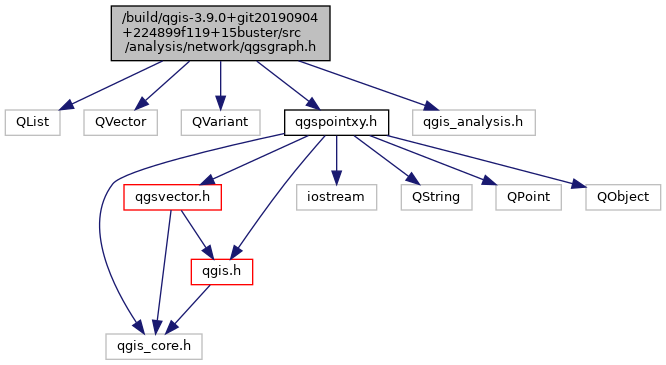 /build/qgis-3.9.0+git20190904
+224899f119+15buster/src
/analysis/network/qgsgraph.h
QList
QVector
QVariant
qgspointxy.h
qgis_analysis.h
qgsvector.h
iostream
QString
QPoint
QObject
qgis.h
qgis_core.h